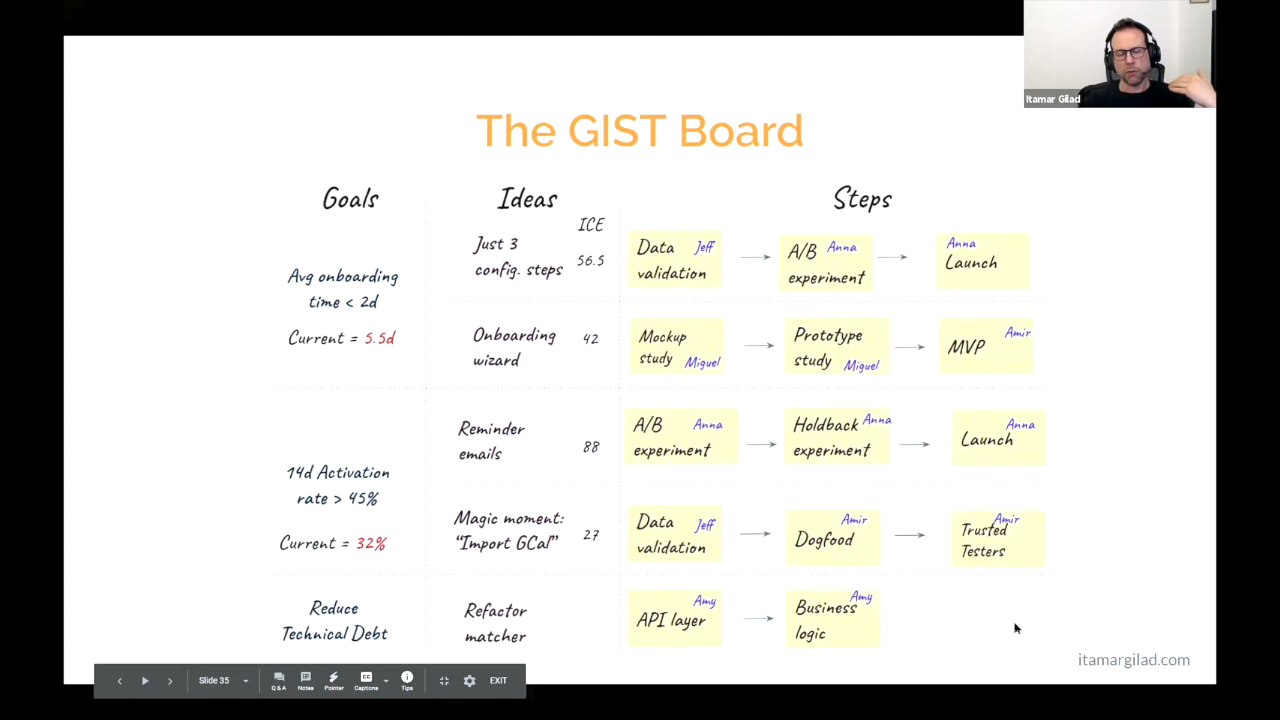 Itamar Gilad
The GIST Board
Goals
Ideas
Steps
ICE
Avg onboarding
time < 2d
Current = 5.5d
Just 3
config. steps
56.5
Data Jeff
validation
A/B Anna
experiment
Anna
Launch
Onboarding
wizard
42
Mockup
study Miguel
Prototype
study Miguel
Amir
MVP
14d Activation
rate > 45%
Current = 32%
Reminder
emails
88
A/B Anna
experiment
Holdback Anna
experiment
Anna
Launch
Magic moment:
“Import GCal”
27
Data Jeff
validation
Amir
Dogfood
Amir
Trusted
Testers
Reduce
Technical Debt
Refactor
matcher
Amy
API layer
Amy
Business
logic
itamargilad.com
Slide 35
Q & A
Notes
Pointer
Captions
Tips
EXIT